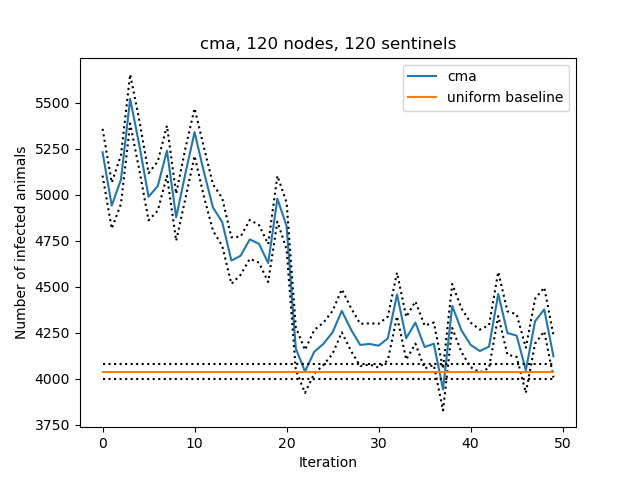 cma, 120 nodes, 120 sentinels
cma
uniform baseline
5500
5250
5000
4750
4500
4250
4000
3750
Number of infected animals
0
10
20
30
40
50
Iteration